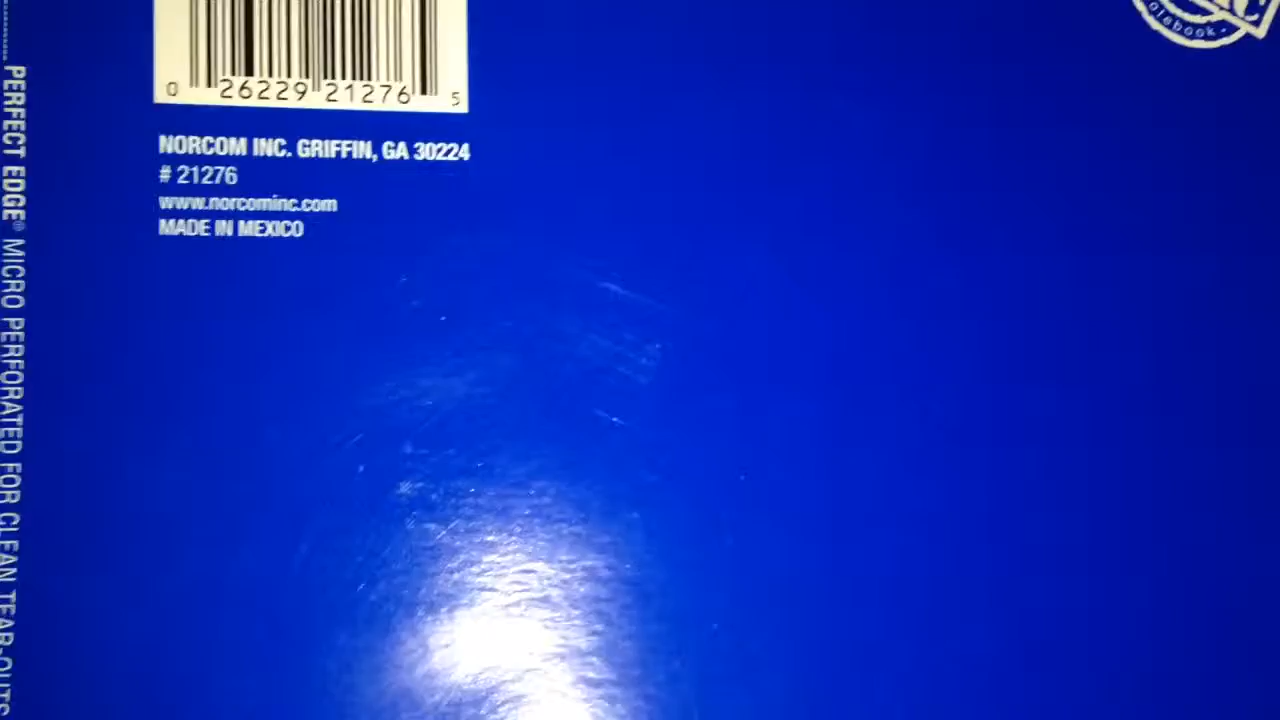 0 26229 21276 5
NORCOM INC. GRIFFIN, GA 30224
# 21276
www.norcominc.com
MADE IN MEXICO
PERFECT EDGE® MICRO PERFORATED FOR CLEAN TEAR-OUTS